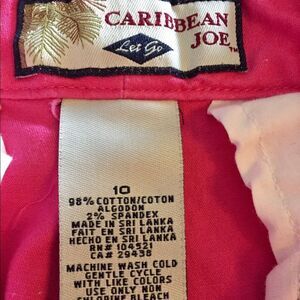 CARIBBEAN
JOE™
Let Go
10
98% COTTON/COTON
ALGODON
2% SPANDEX
MADE IN SRI LANKA
FAIT EN SRI LANKA
HECHO EN SRI LANKA
RN# 104521
CA# 29438
MACHINE WASH COLD
GENTLE CYCLE
WITH LIKE COLORS
USE ONLY NON
CHLORINE BLEACH